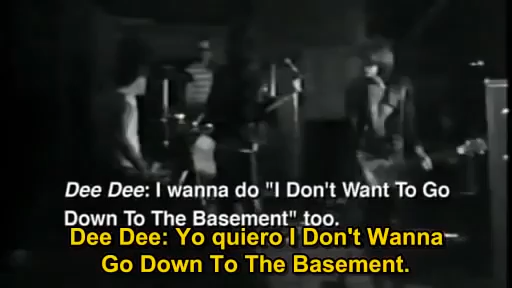 Dee Dee: I wanna do "I Don't Want To Go
Down To The Basement" too.
Dee Dee: Yo quiero I Don't Wanna
Go Down To The Basement.